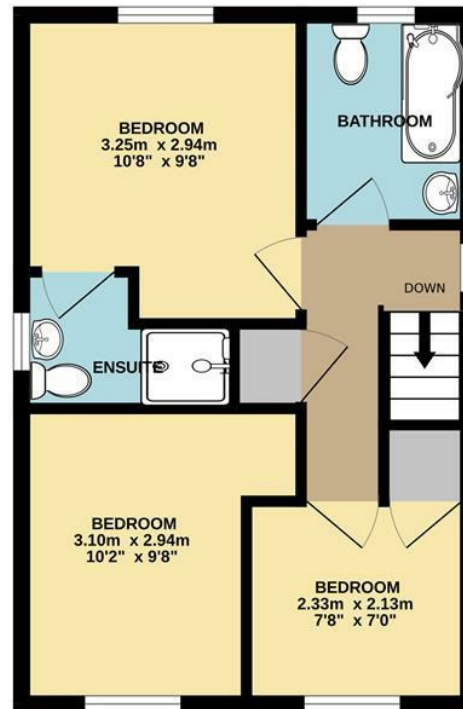 BEDROOM
3.25m x 2.94m
10'8" x 9'8"
BATHROOM
DOWN
ENSUITE
BEDROOM
3.10m x 2.94m
10'2" x 9'8"
BEDROOM
2.33m x 2.13m
7'8" x 7'0"